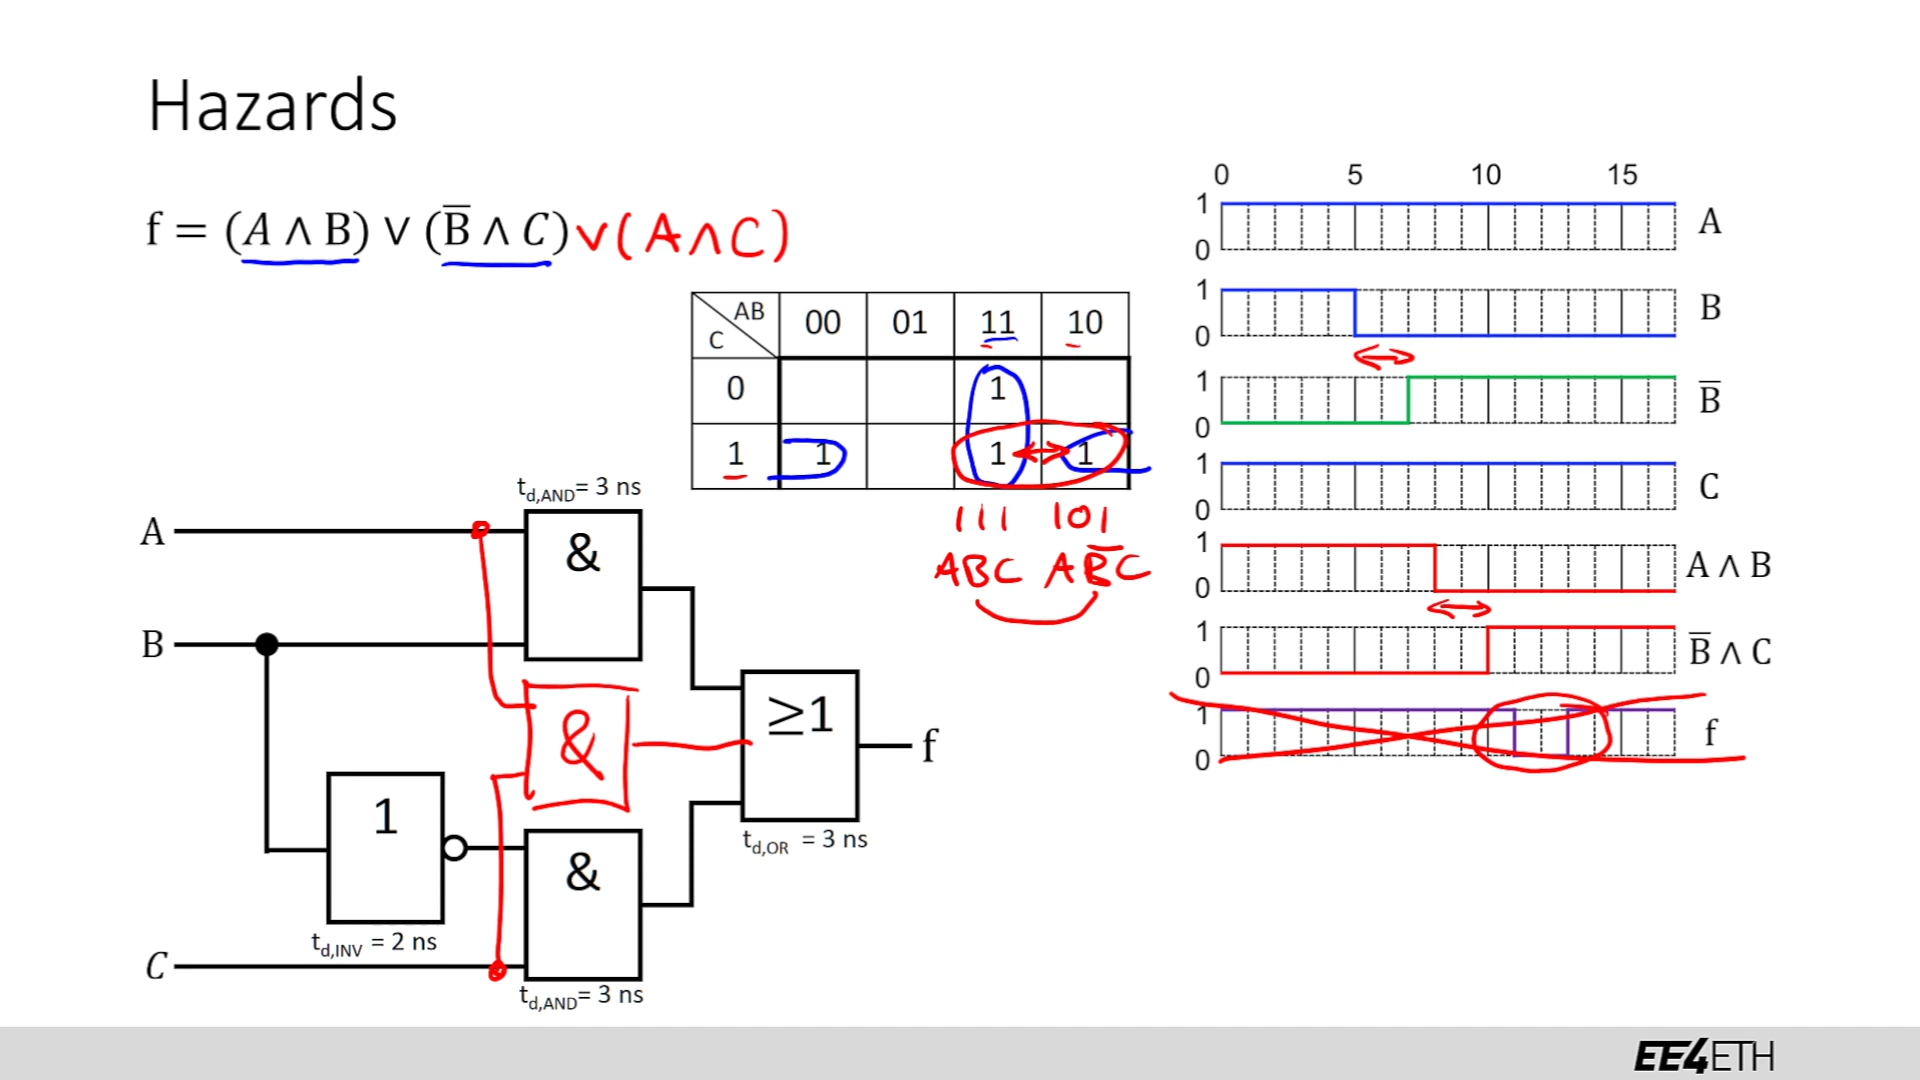 Hazards
f = (A ∧ B) ∨ (B̅ ∧ C) ∨ (A ∧ C)
AB
C
00 01 11 10
0 1
1 1 1 1
111 101
ABC AB̅C
t_d,AND = 3 ns
A
&
B
&
≥1
f
t_d,OR = 3 ns
1
t_d,INV = 2 ns
&
C
t_d,AND = 3 ns
0 5 10 15
1
0
A
1
0
B
1
0
B̅
1
0
C
1
0
A ∧ B
1
0
B̅ ∧ C
1
0
f
EE4ETH